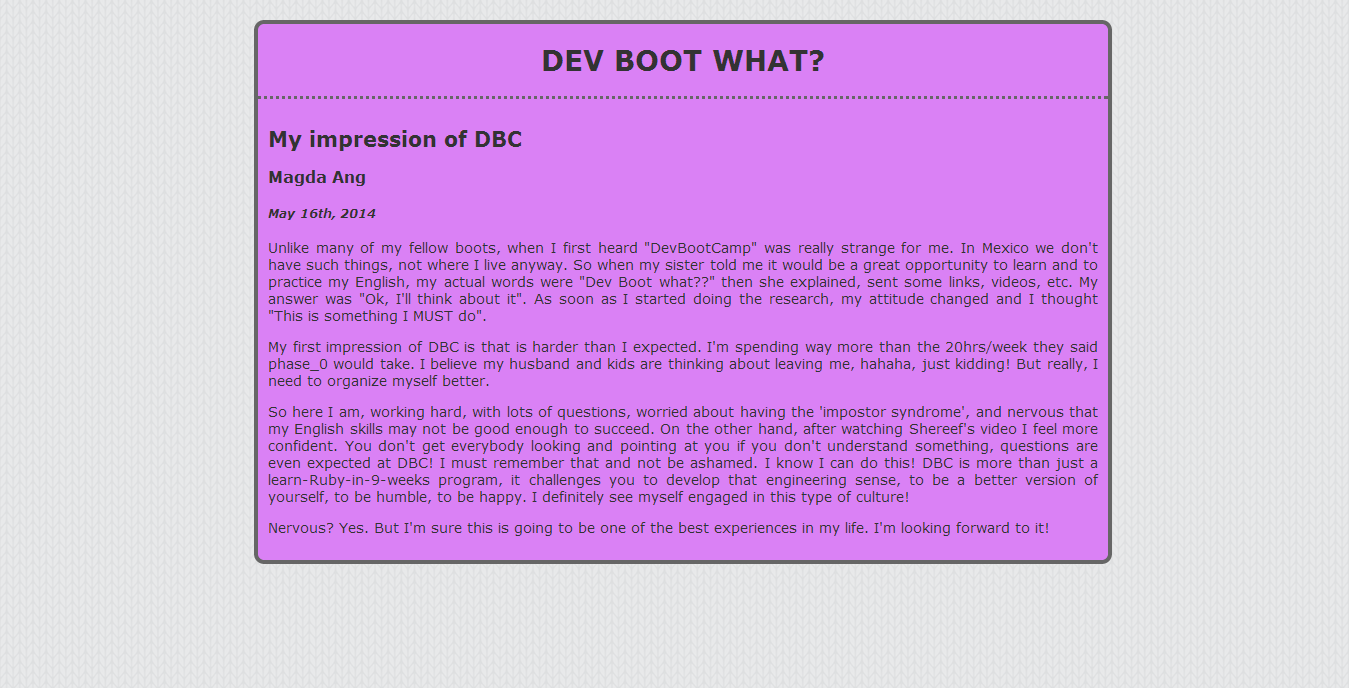 DEV BOOT WHAT?
My impression of DBC
Magda Ang
May 16th, 2014
Unlike many of my fellow boots, when I first heard "DevBootCamp" was really strange for me. In Mexico we don't
have such things, not where I live anyway. So when my sister told me it would be a great opportunity to learn and to
practice my English, my actual words were "Dev Boot what??" then she explained, sent some links, videos, etc. My
answer was "Ok, I'll think about it". As soon as I started doing the research, my attitude changed and I thought
"This is something I MUST do".
My first impression of DBC is that is harder than I expected. I'm spending way more than the 20hrs/week they said
phase_0 would take. I believe my husband and kids are thinking about leaving me, hahaha, just kidding! But really, I
need to organize myself better.
So here I am, working hard, with lots of questions, worried about having the 'impostor syndrome', and nervous that
my English skills may not be good enough to succeed. On the other hand, after watching Shereef's video I feel more
confident. You don't get everybody looking and pointing at you if you don't understand something, questions are
even expected at DBC! I must remember that and not be ashamed. I know I can do this! DBC is more than just a
learn-Ruby-in-9-weeks program, it challenges you to develop that engineering sense, to be a better version of
yourself, to be humble, to be happy. I definitely see myself engaged in this type of culture!
Nervous? Yes. But I'm sure this is going to be one of the best experiences in my life. I'm looking forward to it!